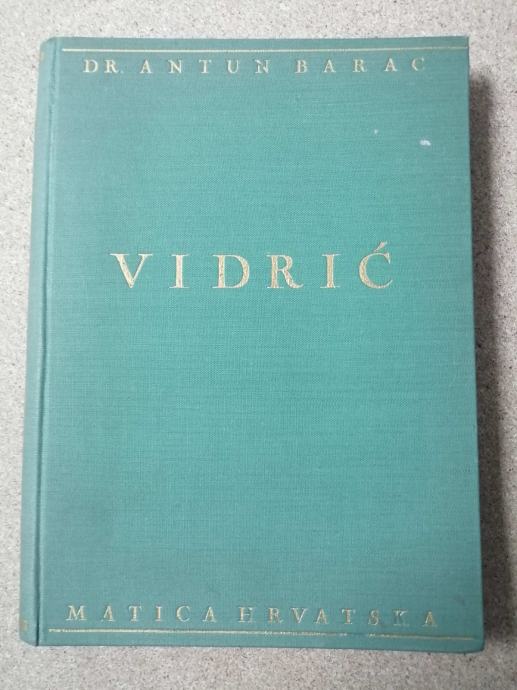 DR. ANTUN BARAC
VIDRIĆ
MATICA HRVATSKA